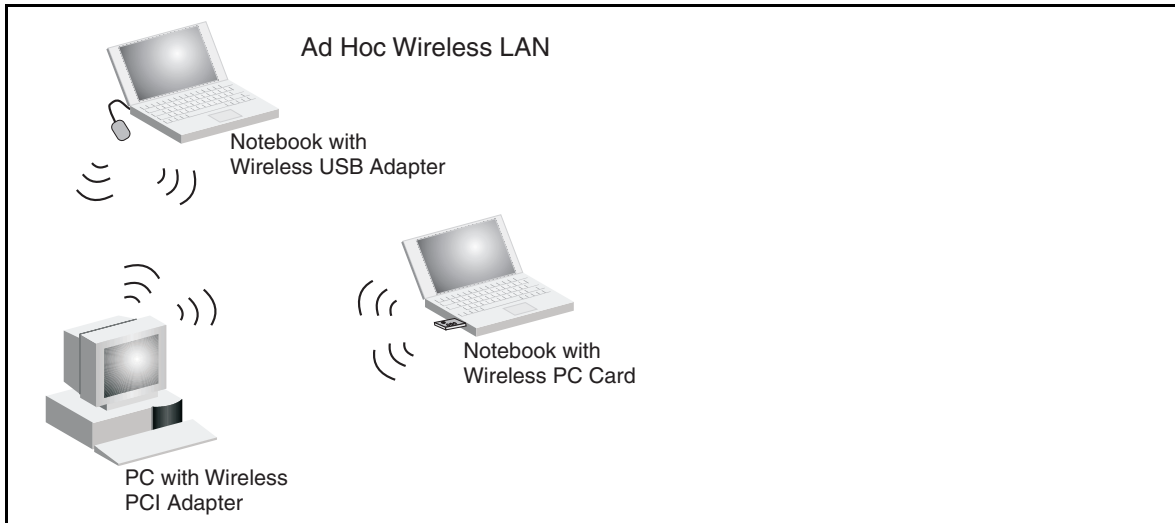 Ad Hoc Wireless LAN
Notebook with
Wireless USB Adapter
Notebook with
Wireless PC Card
PC with Wireless
PCI Adapter